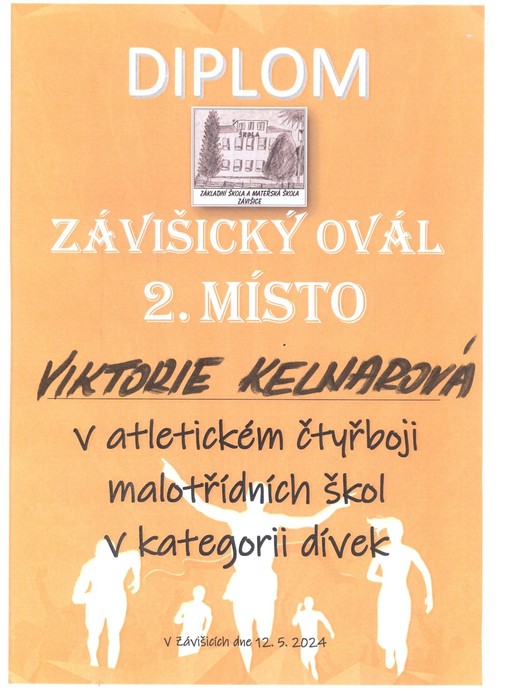 DIPLOM
ŠKOLA
ZÁKLADNÍ ŠKOLA A MATEŘSKÁ ŠKOLA
ZÁVIŠICE
ZÁVIŠICKÝ OVÁL
2. MÍSTO
VIKTORIE KELNAROVÁ
v atletickém čtyřboji
malotřídních škol
v kategorii dívek
V Závišicích dne 12. 5. 2024